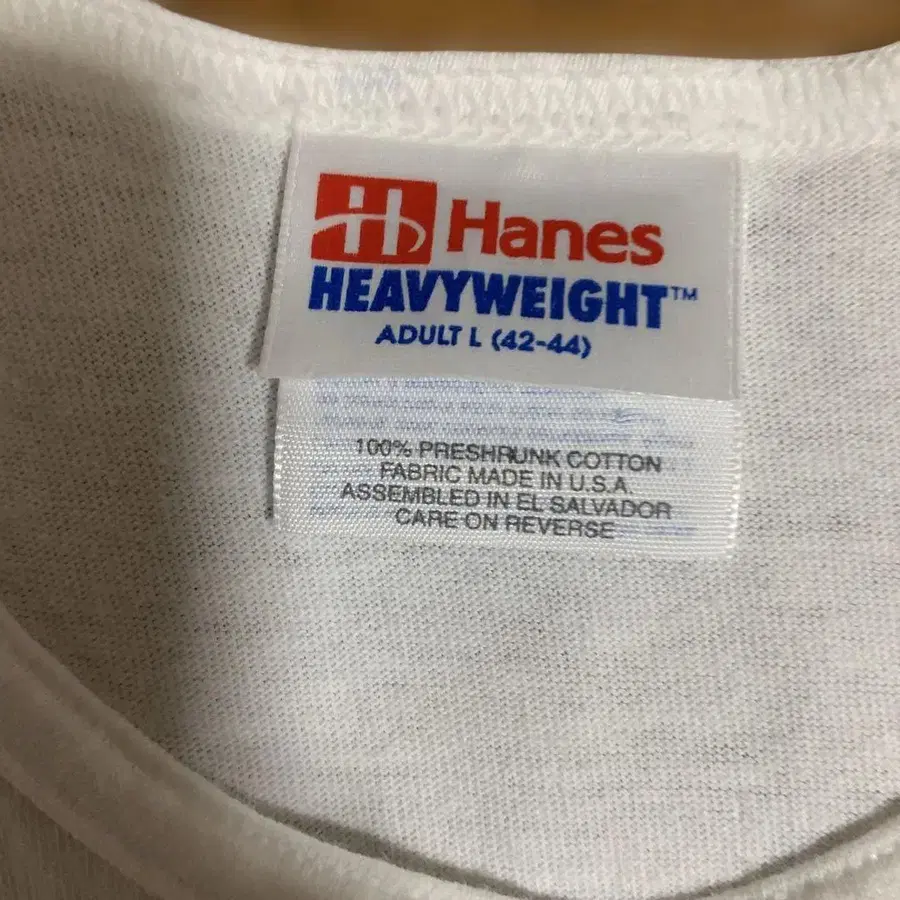 H Hanes
HEAVYWEIGHT™
ADULT L (42-44)
100% PRESHRUNK COTTON
FABRIC MADE IN U.S.A.
ASSEMBLED IN EL SALVADOR
CARE ON REVERSE